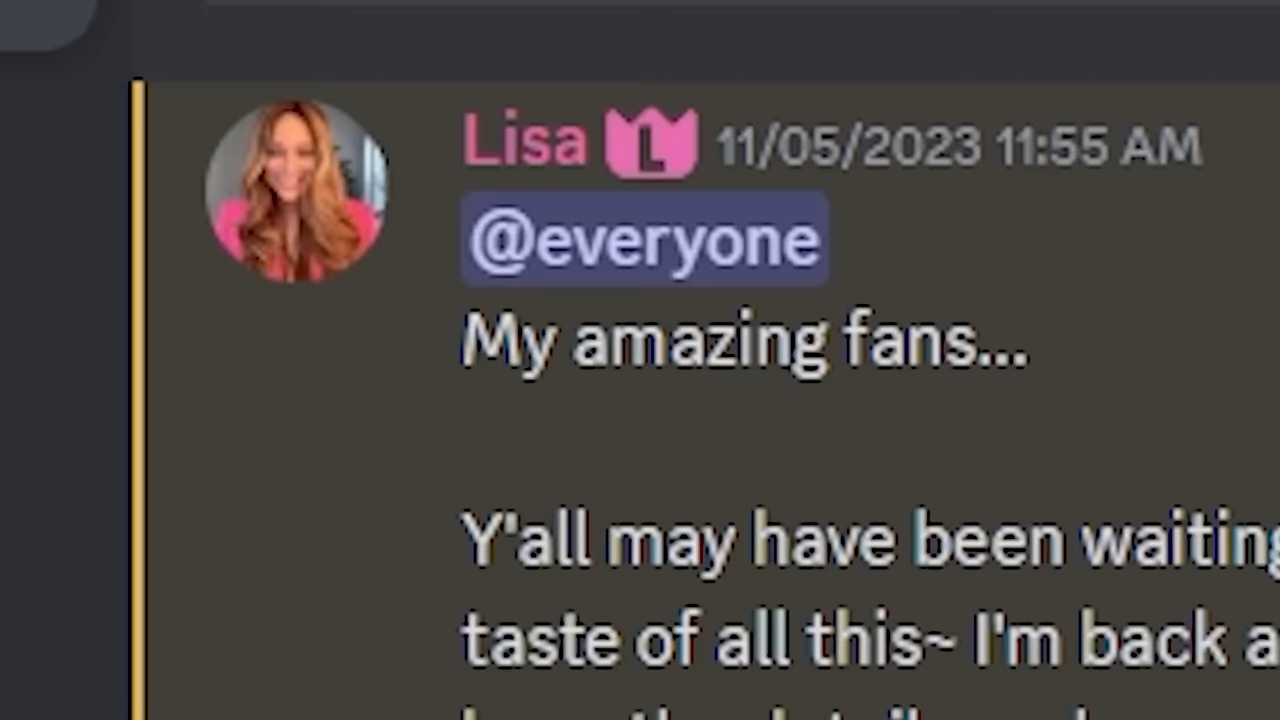 Lisa L 11/05/2023 11:55 AM
@everyone
My amazing fans...
Y'all may have been waiting
taste of all this~ I'm back a